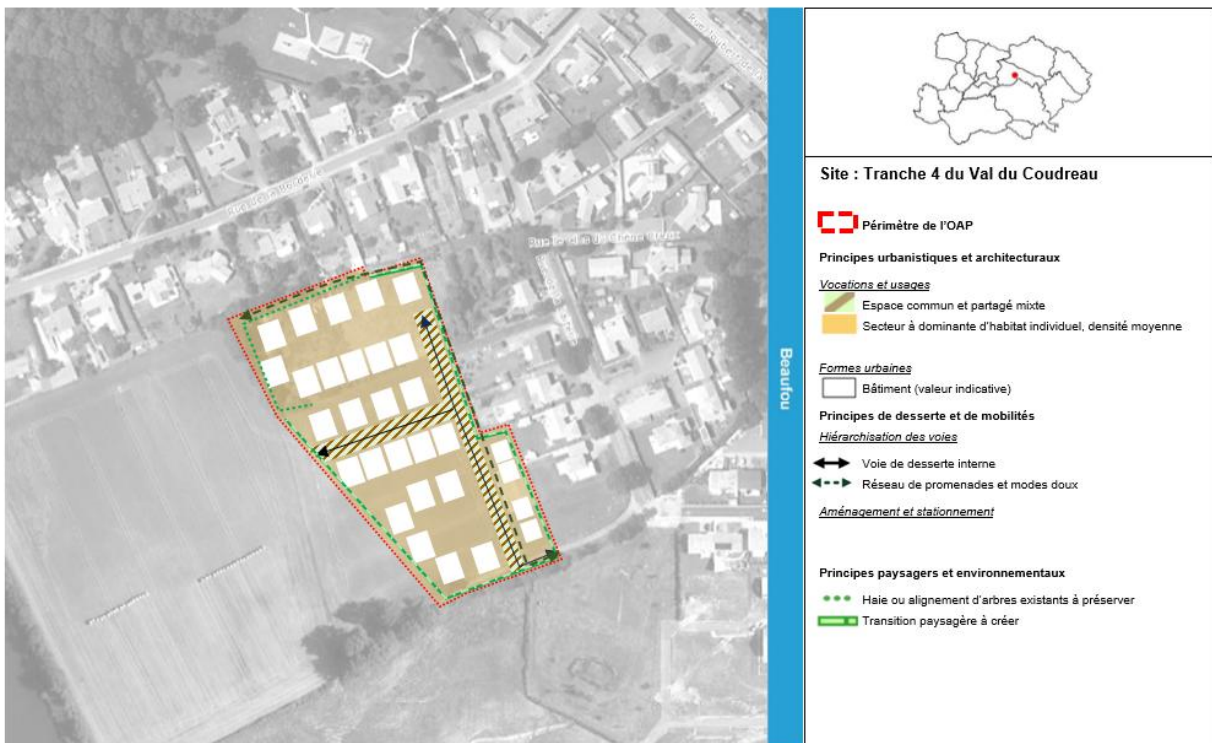 Beaufou
Site : Tranche 4 du Val du Coudreau
Périmètre de l'OAP
Principes urbanistiques et architecturaux
Vocations et usages
Espace commun et partagé mixte
Secteur à dominante d'habitat individuel, densité moyenne
Formes urbaines
Bâtiment (valeur indicative)
Principes de desserte et de mobilités
Hiérarchisation des voies
Voie de desserte interne
Réseau de promenades et modes doux
Aménagement et stationnement
Principes paysagers et environnementaux
Haie ou alignement d'arbres existants à préserver
Transition paysagère à créer